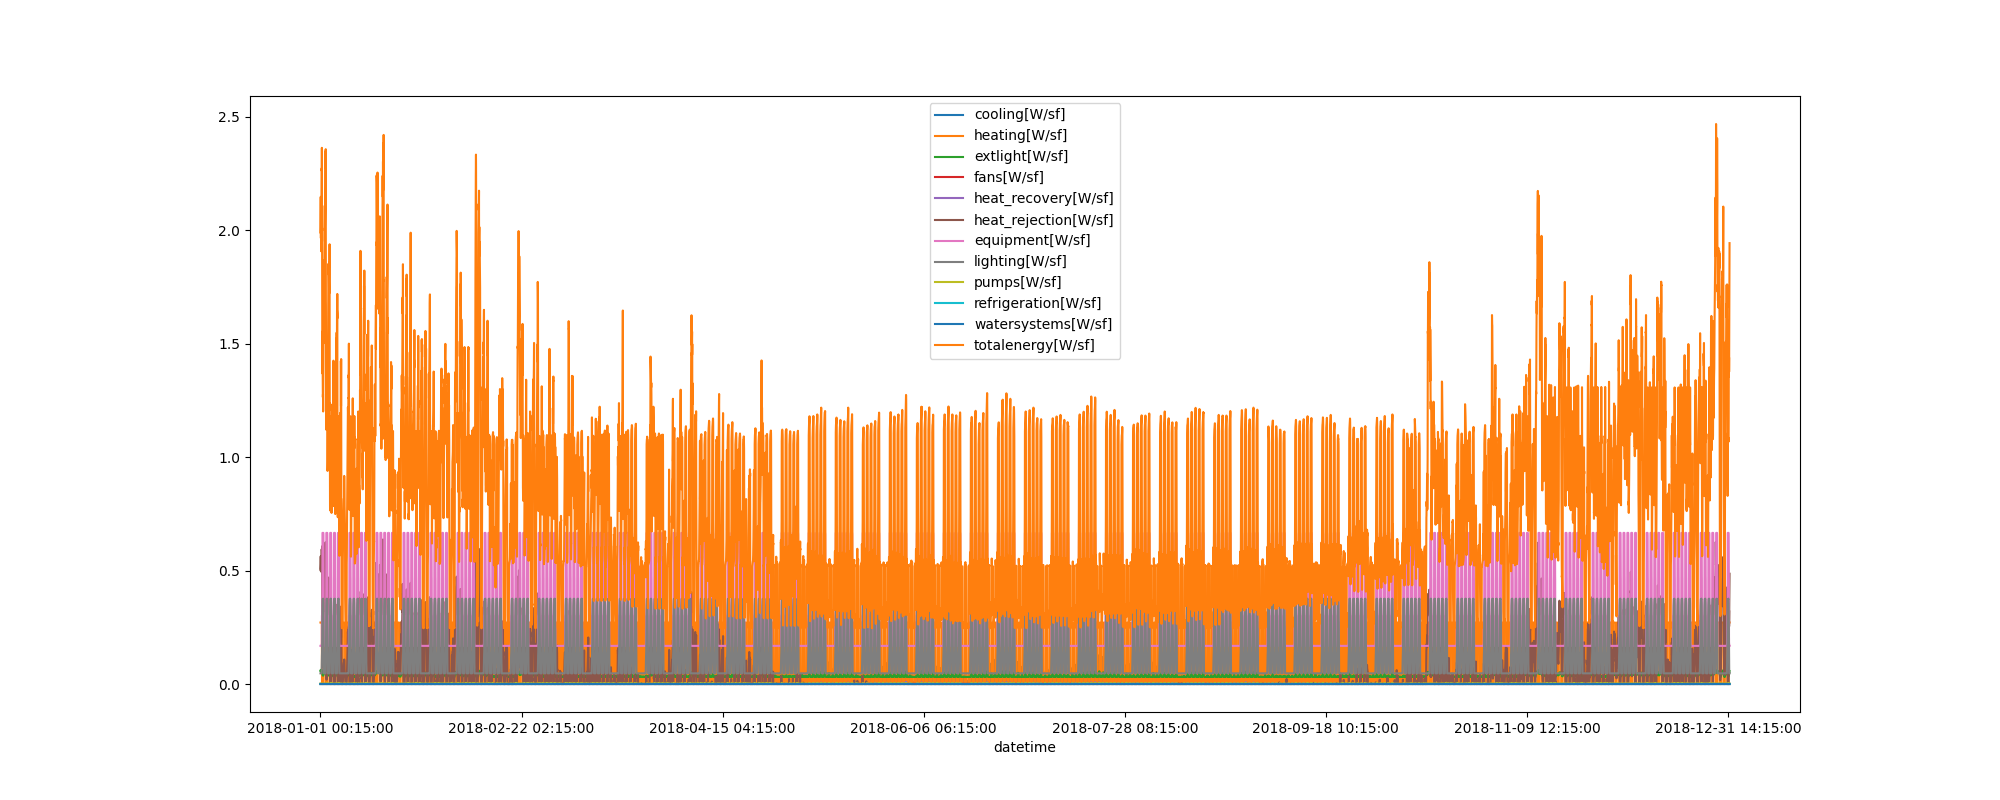 2.5
2.0
1.5
1.0
0.5
0.0
cooling[W/sf]
heating[W/sf]
extlight[W/sf]
fans[W/sf]
heat_recovery[W/sf]
heat_rejection[W/sf]
equipment[W/sf]
lighting[W/sf]
pumps[W/sf]
refrigeration[W/sf]
watersystems[W/sf]
totalenergy[W/sf]
2018-01-01 00:15:00 2018-02-22 02:15:00 2018-04-15 04:15:00 2018-06-06 06:15:00 2018-07-28 08:15:00 2018-09-18 10:15:00 2018-11-09 12:15:00 2018-12-31 14:15:00
datetime